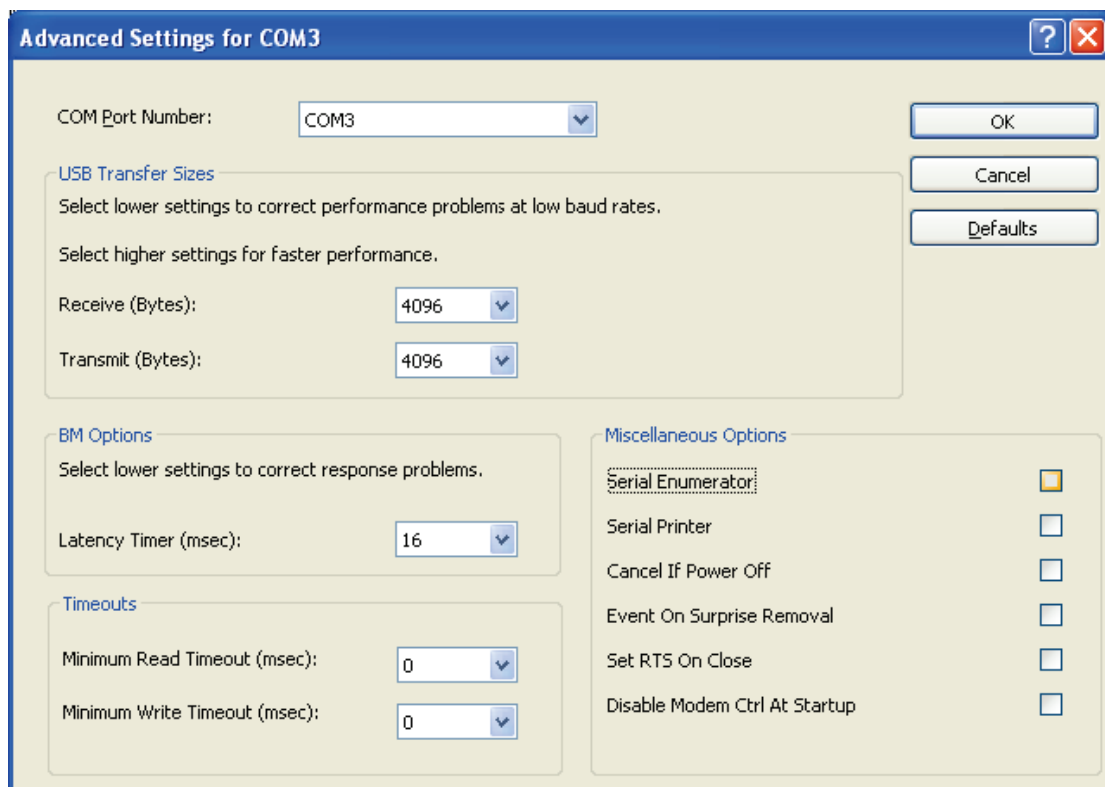 Advanced Settings for COM3
COM Port Number:
COM3
OK
Cancel
Defaults
USB Transfer Sizes
Select lower settings to correct performance problems at low baud rates.
Select higher settings for faster performance.
Receive (Bytes):
4096
Transmit (Bytes):
4096
BM Options
Select lower settings to correct response problems.
Latency Timer (msec):
16
Timeouts
Minimum Read Timeout (msec):
0
Minimum Write Timeout (msec):
0
Miscellaneous Options
Serial Enumerator
Serial Printer
Cancel If Power Off
Event On Surprise Removal
Set RTS On Close
Disable Modem Ctrl At Startup